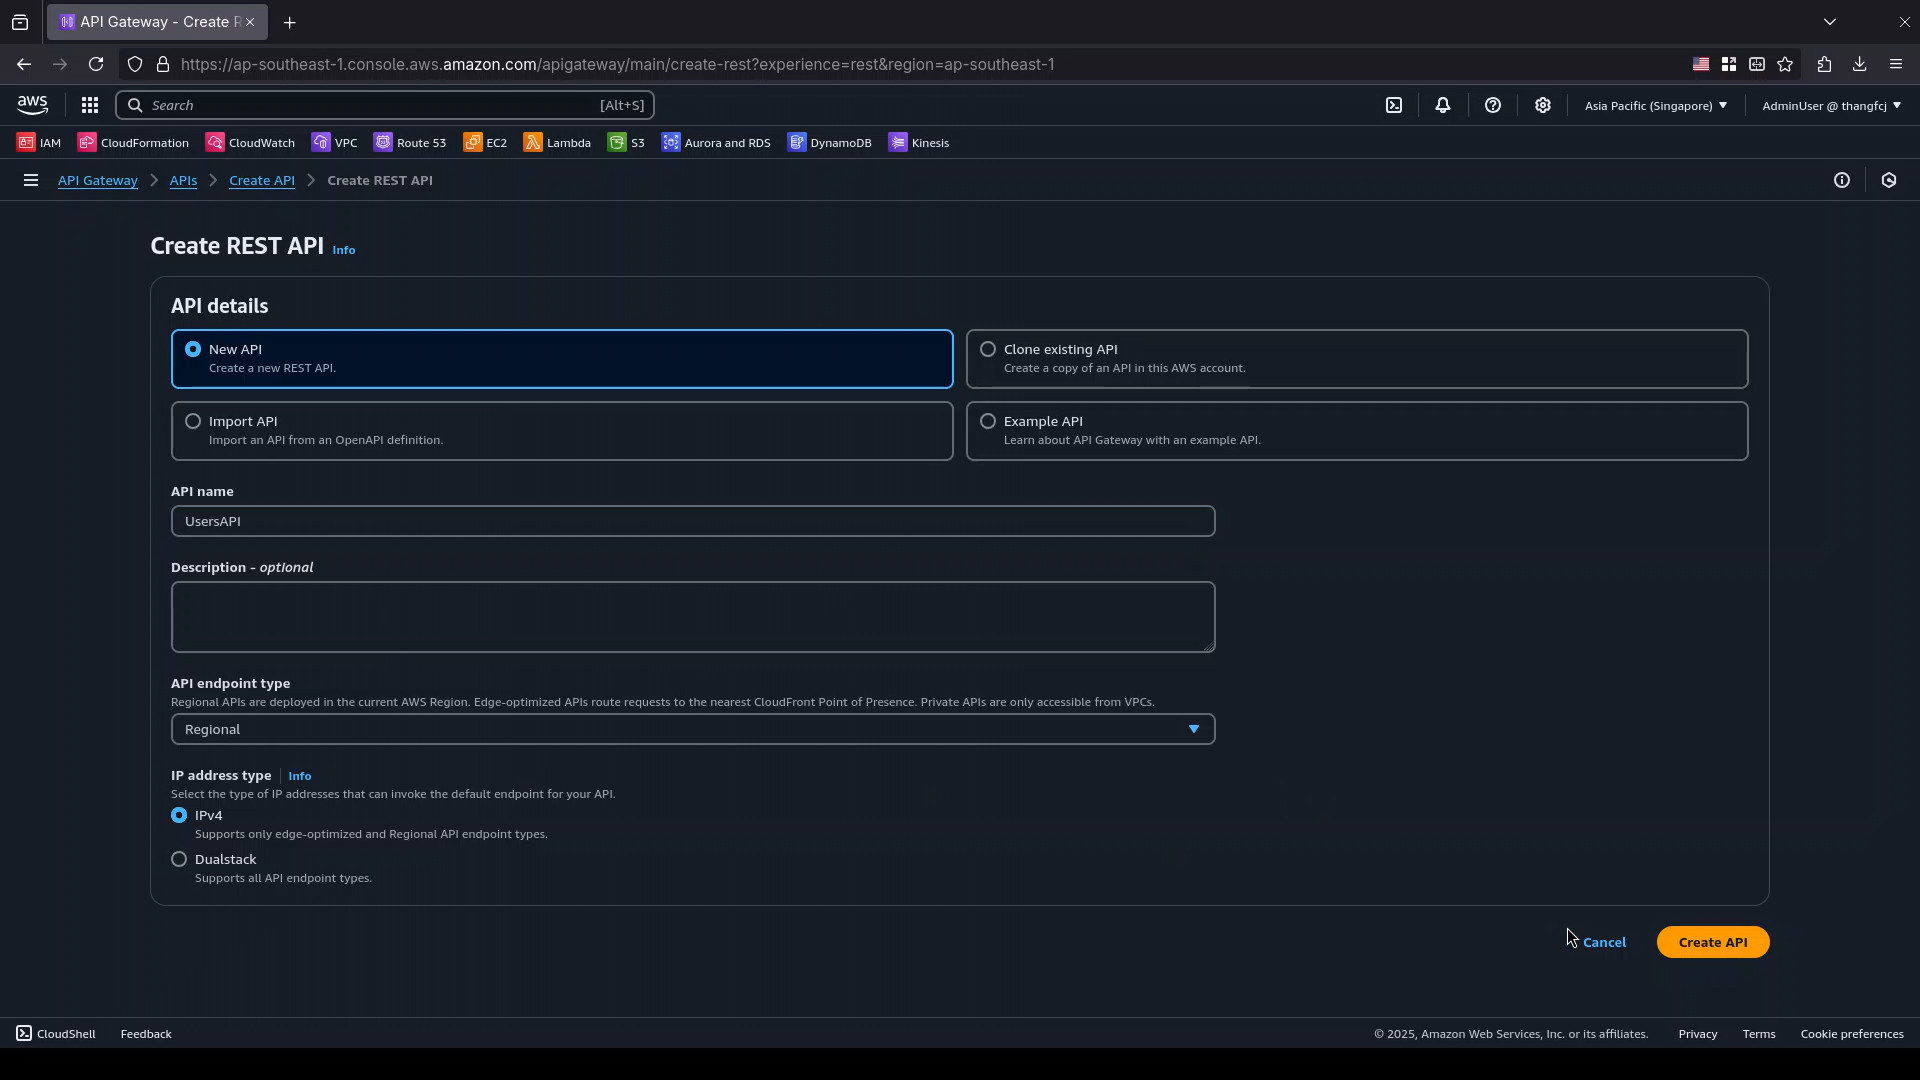 API Gateway - Create R
https://ap-southeast-1.console.aws.amazon.com/apigateway/main/create-rest?experience=rest&region=ap-southeast-1
aws
Search [Alt+S]
Asia Pacific (Singapore)
AdminUser @ thangfcj
IAM CloudFormation CloudWatch VPC Route 53 EC2 Lambda S3 Aurora and RDS DynamoDB Kinesis
API Gateway APIs Create API Create REST API
Create REST API Info
API details
New API
Create a new REST API.
Clone existing API
Create a copy of an API in this AWS account.
Import API
Import an API from an OpenAPI definition.
Example API
Learn about API Gateway with an example API.
API name
UsersAPI
Description - optional
API endpoint type
Regional APIs are deployed in the current AWS Region. Edge-optimized APIs route requests to the nearest CloudFront Point of Presence. Private APIs are only accessible from VPCs.
Regional
IP address type Info
Select the type of IP addresses that can invoke the default endpoint for your API.
IPv4
Supports only edge-optimized and Regional API endpoint types.
Dualstack
Supports all API endpoint types.
Cancel Create API
CloudShell Feedback © 2025, Amazon Web Services, Inc. or its affiliates. Privacy Terms Cookie preferences